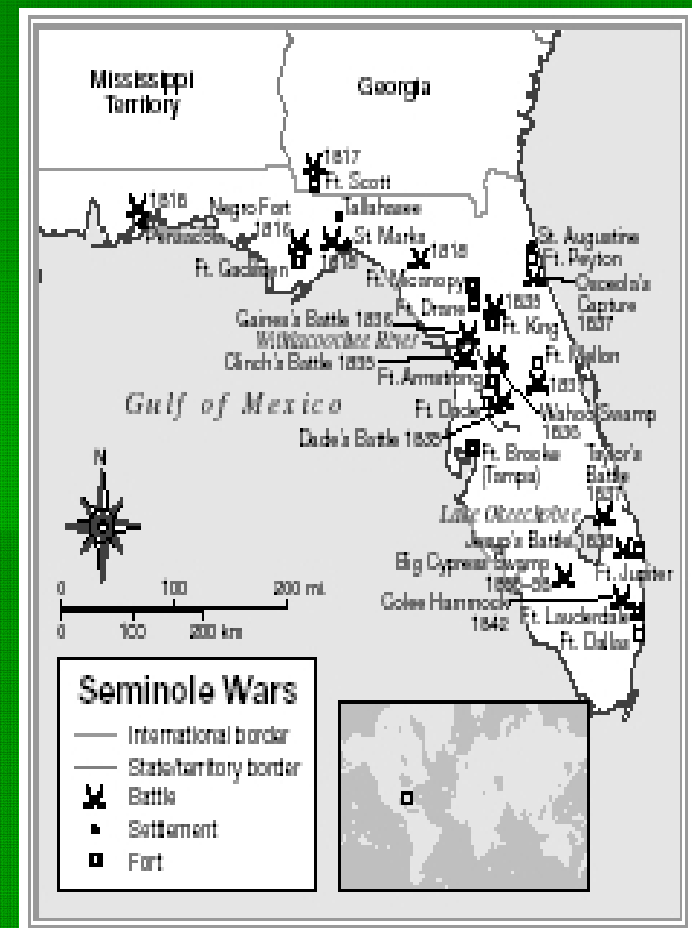 Mississippi
Territory
Georgia
1817
Ft. Scott
1818
Pensacola
Negro Fort
1816
Tallahassee
St. Marks
1818
1818
Ft. Gadsden
St. Augustine
Ft. Peyton
Osceola's
Capture
1837
Ft. Micanopy
Ft. Drane
1835
Ft. King
Gaines's Battle 1836
Withlacoochee River
Clinch's Battle 1835
Ft. Mellon
1837
Ft. Armstrong
Ft. Dade
Wahoo Swamp
1836
Gulf of Mexico
Dade's Battle 1835
Ft. Brooke
(Tampa)
Taylor's
Battle
1837
N
Lake Okeechobee
Jesup's Battle 1838
Ft. Jupiter
Big Cypress Swamp
Colee Hammock
1842
Ft. Lauderdale
Ft. Dallas
0 100 200 mi
0 100 200 km
Seminole Wars
International border
State/territory border
Battle
Settlement
Fort